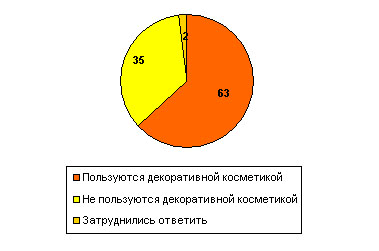 2
35
63
Пользуются декоративной косметикой
Не пользуются декоративной косметикой
Затруднились ответить